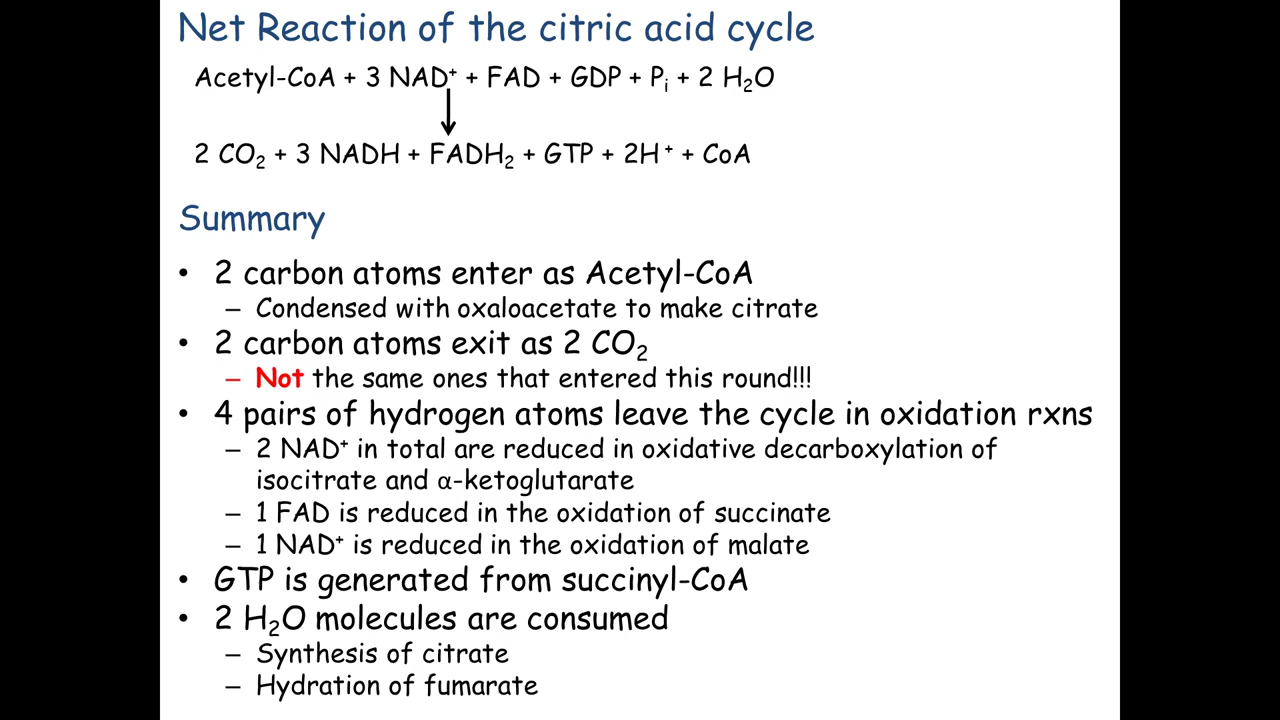 Net Reaction of the citric acid cycle
Acetyl-CoA + 3 NAD⁺ + FAD + GDP + Pᵢ + 2 H₂O
2 CO₂ + 3 NADH + FADH₂ + GTP + 2H⁺ + CoA
Summary
• 2 carbon atoms enter as Acetyl-CoA
– Condensed with oxaloacetate to make citrate
• 2 carbon atoms exit as 2 CO₂
– Not the same ones that entered this round!!!
• 4 pairs of hydrogen atoms leave the cycle in oxidation rxns
– 2 NAD⁺ in total are reduced in oxidative decarboxylation of
isocitrate and α-ketoglutarate
– 1 FAD is reduced in the oxidation of succinate
– 1 NAD⁺ is reduced in the oxidation of malate
• GTP is generated from succinyl-CoA
• 2 H₂O molecules are consumed
– Synthesis of citrate
– Hydration of fumarate